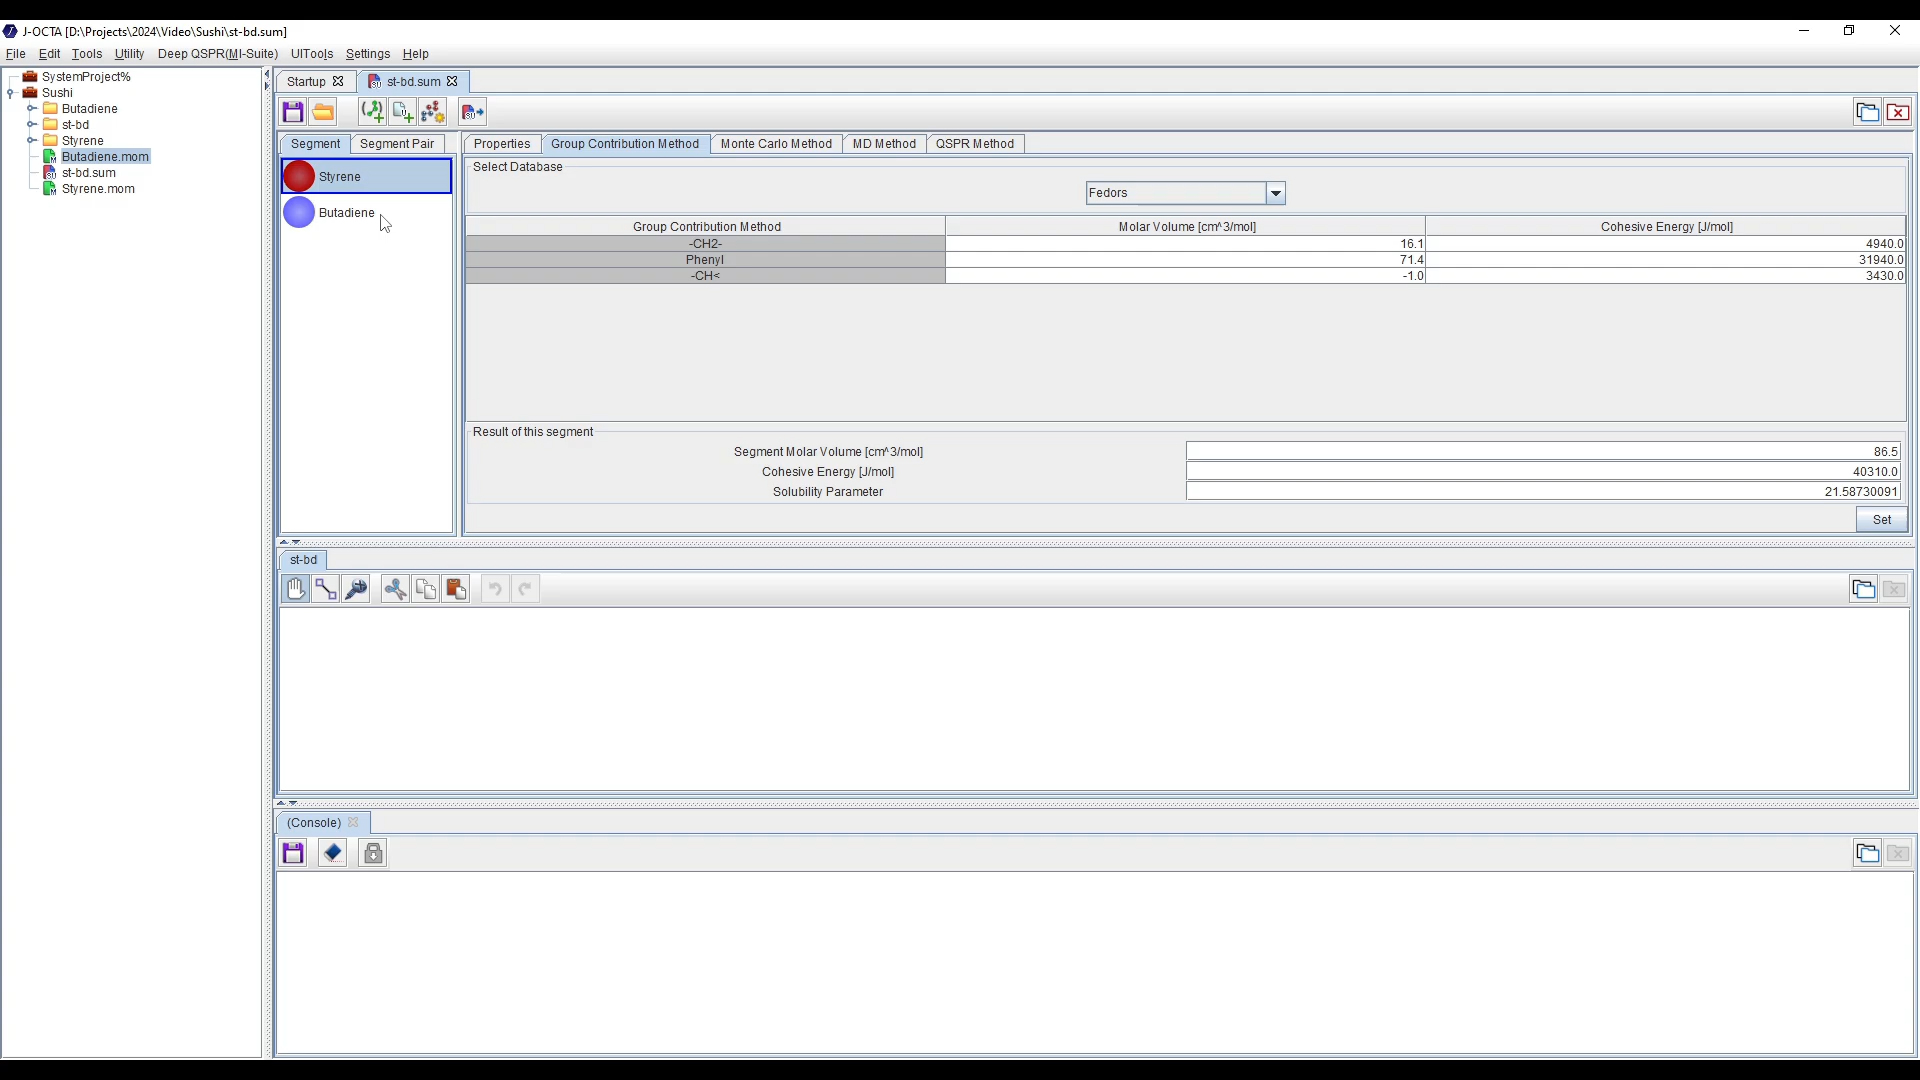 J-OCTA [D:\Projects\2024\Video\Sushi\st-bd.sum]
File Edit Tools Utility Deep QSPR(MI-Suite) UITools Settings Help
SystemProject%
Sushi
Butadiene
st-bd
Styrene
Butadiene.mom
st-bd.sum
Styrene.mom
Startup st-bd.sum
Segment Segment Pair
Styrene
Butadiene
Properties Group Contribution Method Monte Carlo Method MD Method QSPR Method
Select Database
Fedors
Group Contribution Method Molar Volume [cm^3/mol] Cohesive Energy [J/mol]
-CH2- 16.1 4940.0
Phenyl 71.4 31940.0
-CH< -1.0 3430.0
Result of this segment
Segment Molar Volume [cm^3/mol] 86.5
Cohesive Energy [J/mol] 40310.0
Solubility Parameter 21.58730091
Set
st-bd
(Console)